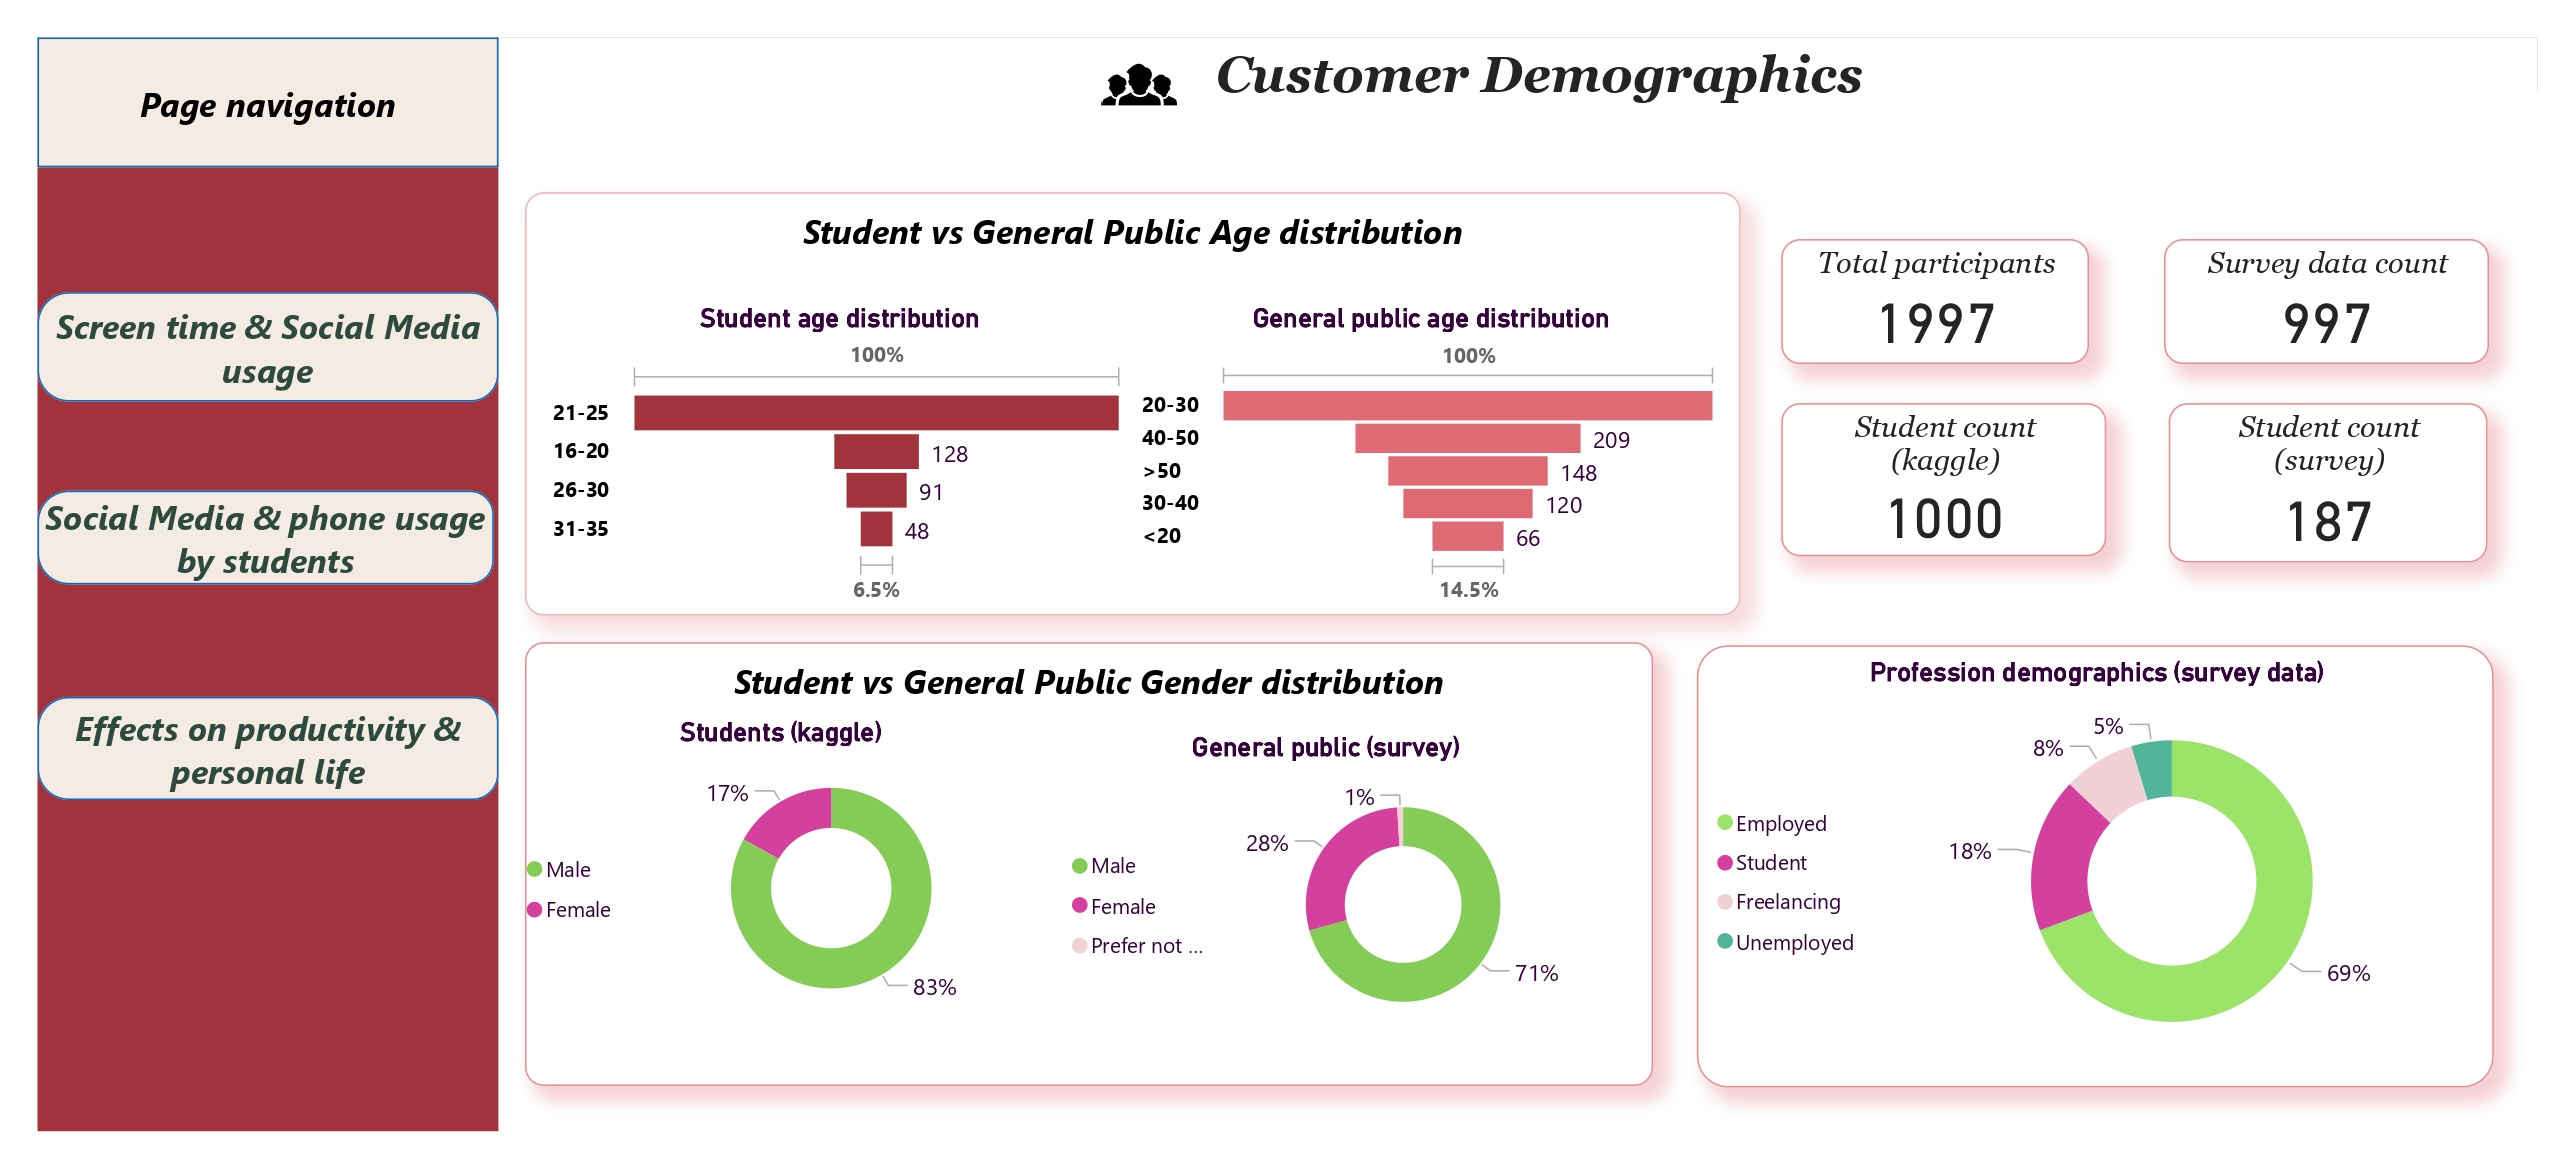 Page navigation
Screen time & Social Media
usage
Social Media & phone usage
by students
Effects on productivity &
personal life
Customer Demographics
Student vs General Public Age distribution
Student age distribution
100%
21-25
16-20
128
26-30
91
31-35
48
6.5%
General public age distribution
100%
20-30
40-50
209
>50
148
30-40
120
<20
66
14.5%
Total participants
1997
Survey data count
997
Student count
(kaggle)
1000
Student count
(survey)
187
Student vs General Public Gender distribution
Students (kaggle)
17%
Male
Female
83%
General public (survey)
1%
28%
Male
Female
Prefer not ...
71%
Profession demographics (survey data)
5%
8%
18%
Employed
Student
Freelancing
Unemployed
69%